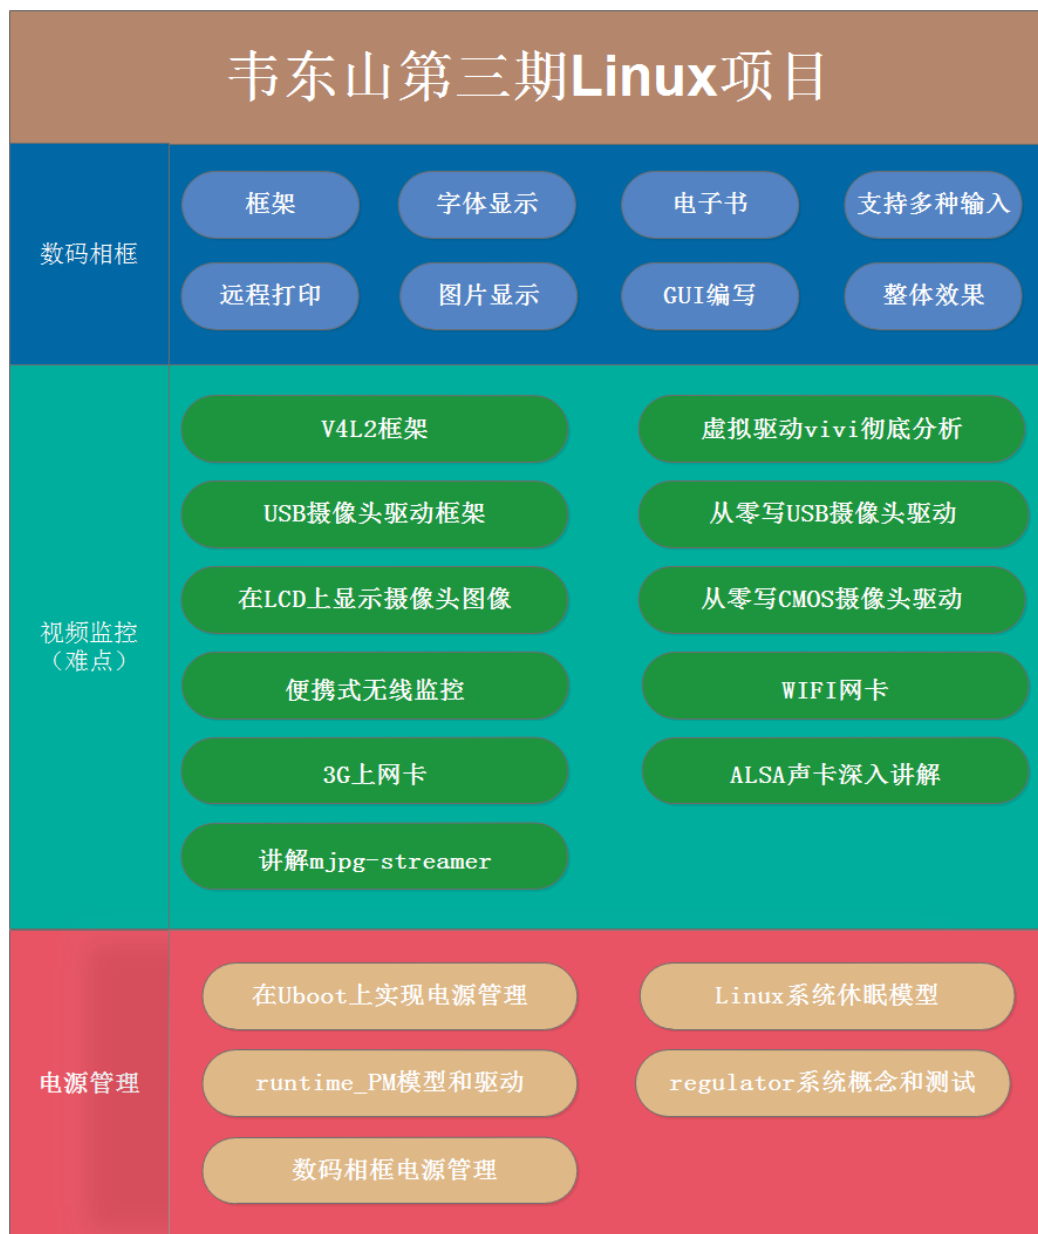 韦东山第三期Linux项目
数码相框
框架
字体显示
电子书
支持多种输入
远程打印
图片显示
GUI编写
整体效果
视频监控
（难点）
V4L2框架
虚拟驱动vivi彻底分析
USB摄像头驱动框架
从零写USB摄像头驱动
在LCD上显示摄像头图像
从零写CMOS摄像头驱动
便携式无线监控
WIFI网卡
3G上网卡
ALSA声卡深入讲解
讲解mjpg-streamer
电源管理
在Uboot上实现电源管理
Linux系统休眠模型
runtime_PM模型和驱动
regulator系统概念和测试
数码相框电源管理